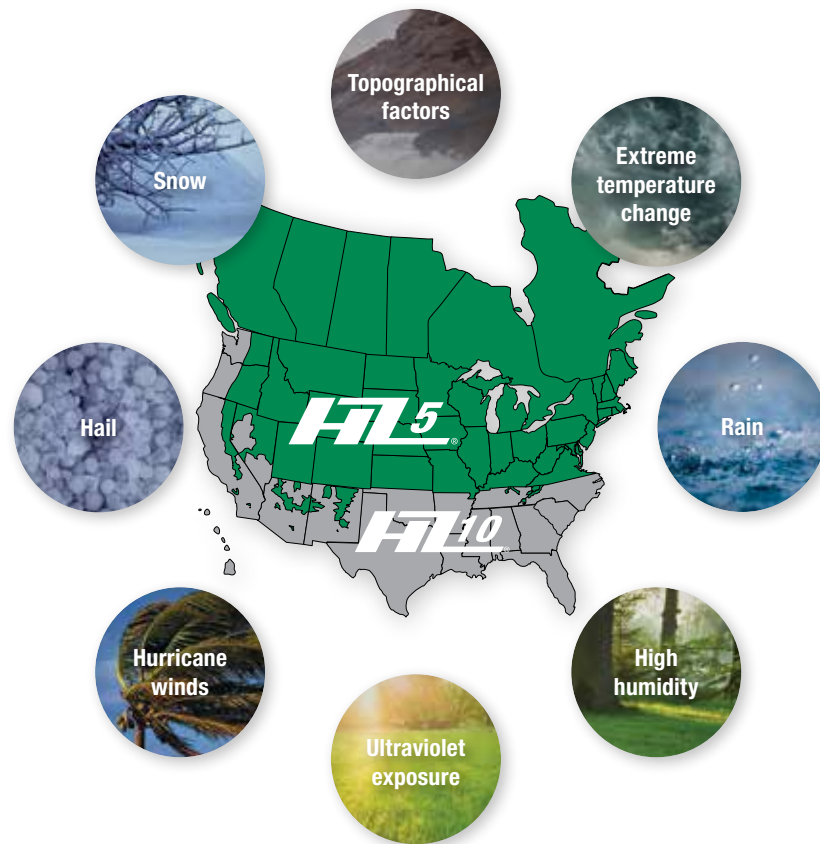 Topographical
factors
Snow
Extreme
temperature
change
HZ5®
Hail
Rain
HZ10®
Hurricane
winds
High
humidity
Ultraviolet
exposure